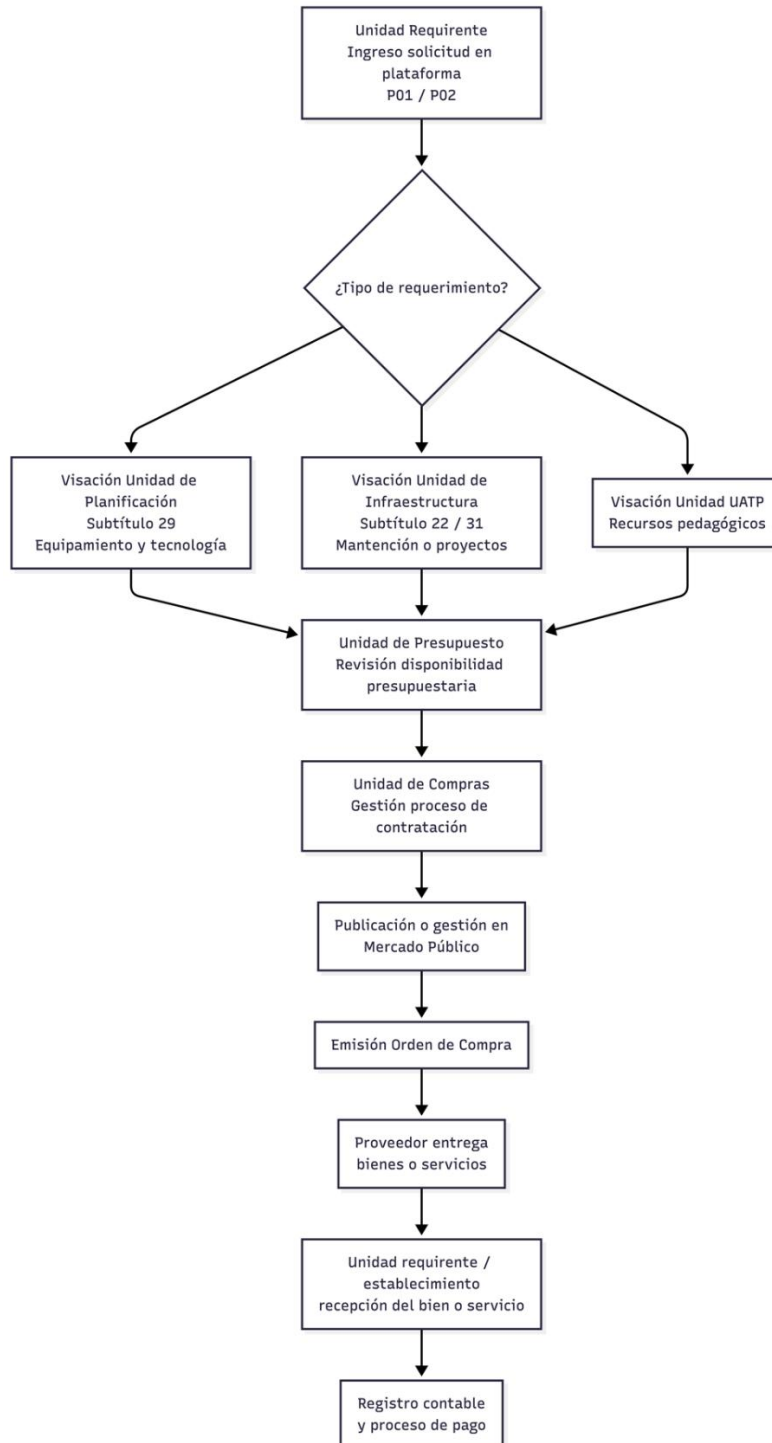 Unidad Requirente
Ingreso solicitud en
plataforma
P01 / P02
¿Tipo de requerimiento?
Visación Unidad de
Planificación
Subtítulo 29
Equipamiento y tecnología
Visación Unidad de
Infraestructura
Subtítulo 22 / 31
Mantención o proyectos
Visación Unidad UATP
Recursos pedagógicos
Unidad de Presupuesto
Revisión disponibilidad
presupuestaria
Unidad de Compras
Gestión proceso de
contratación
Publicación o gestión en
Mercado Público
Emisión Orden de Compra
Proveedor entrega
bienes o servicios
Unidad requirente /
establecimiento
recepción del bien o servicio
Registro contable
y proceso de pago